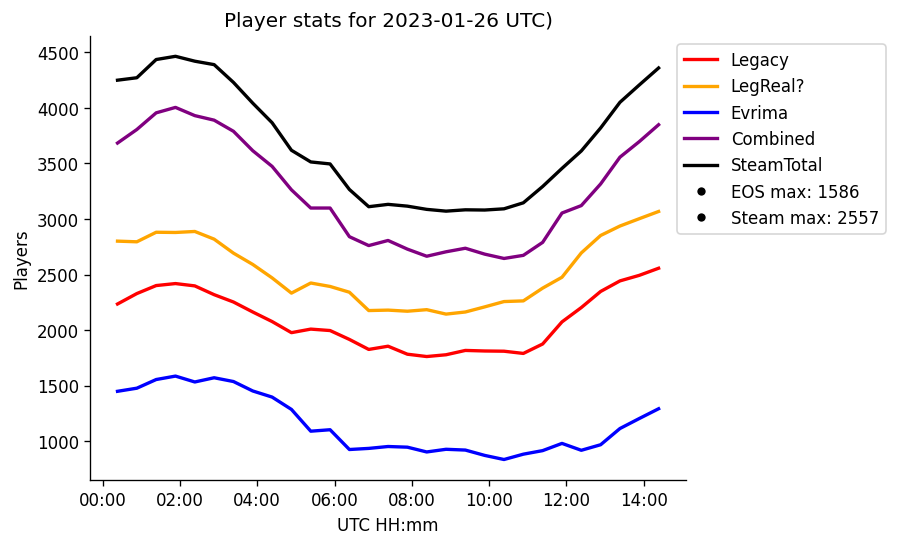 Player stats for 2023-01-26 UTC)
Legacy
LegReal?
Evrima
Combined
SteamTotal
EOS max: 1586
Steam max: 2557
Players
4500
4000
3500
3000
2500
2000
1500
1000
00:00 02:00 04:00 06:00 08:00 10:00 12:00 14:00
UTC HH:mm